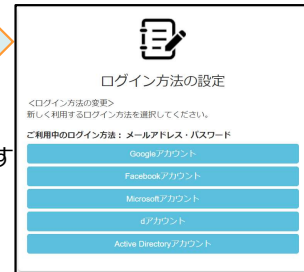 ログイン方法の設定
<ログイン方法の変更>
新しく利用するログイン方法を選択してください。
ご利用中のログイン方法： メールアドレス・パスワード
す
Googleアカウント
Facebookアカウント
Microsoftアカウント
dアカウント
Active Directoryアカウント